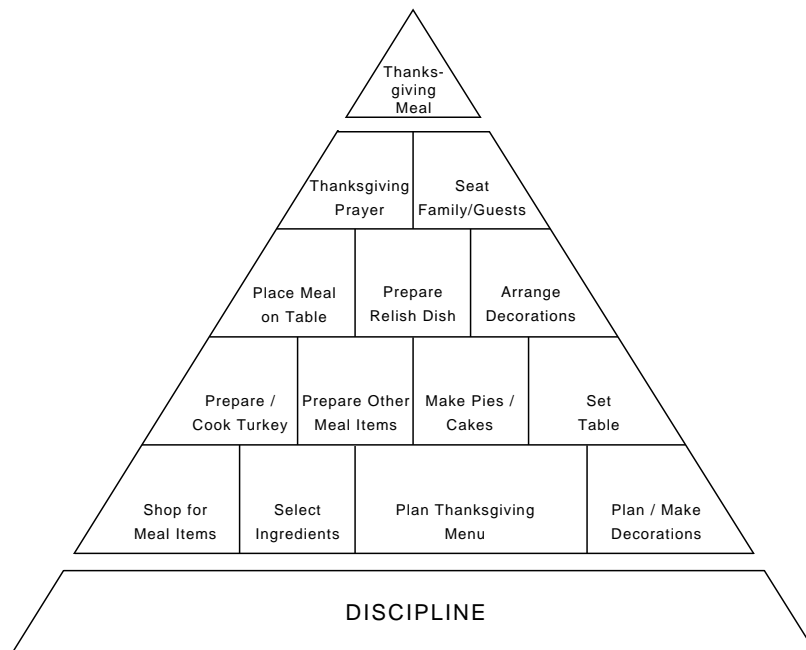 Thanks-
giving
Meal
Thanksgiving
Prayer
Seat
Family/Guests
Place Meal
on Table
Prepare
Relish Dish
Arrange
Decorations
Prepare /
Cook Turkey
Prepare Other
Meal Items
Make Pies /
Cakes
Set
Table
Shop for
Meal Items
Select
Ingredients
Plan Thanksgiving
Menu
Plan / Make
Decorations
DISCIPLINE